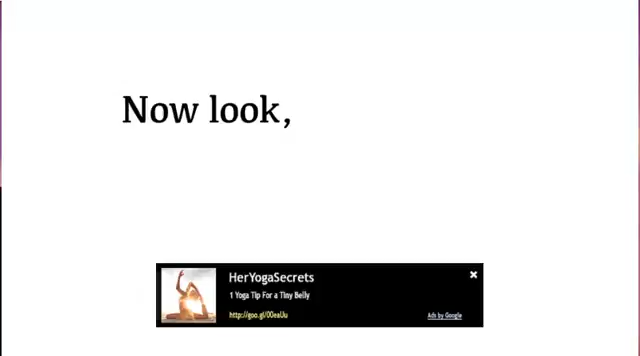 Now look,
HerYogaSecrets
1 Yoga Tip For a Tiny Belly
http://goo.gl/00eaUu
Ads by Google